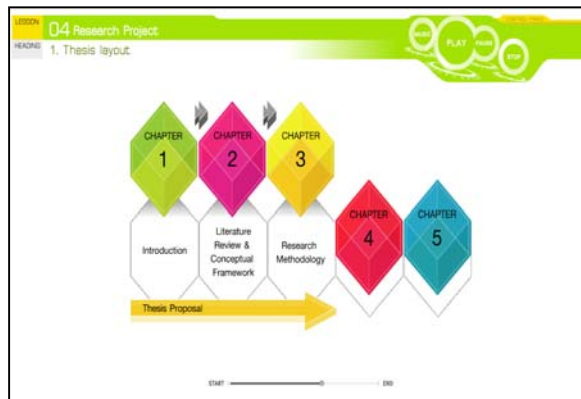 LESSON
04 Research Project
HEADING
1. Thesis layout
MUSIC
PLAY
PAUSE
STOP
CHAPTER
1
CHAPTER
2
CHAPTER
3
CHAPTER
4
CHAPTER
5
Introduction
Literature
Review &
Conceptual
Framework
Research
Methodology
Thesis Proposal
START
END